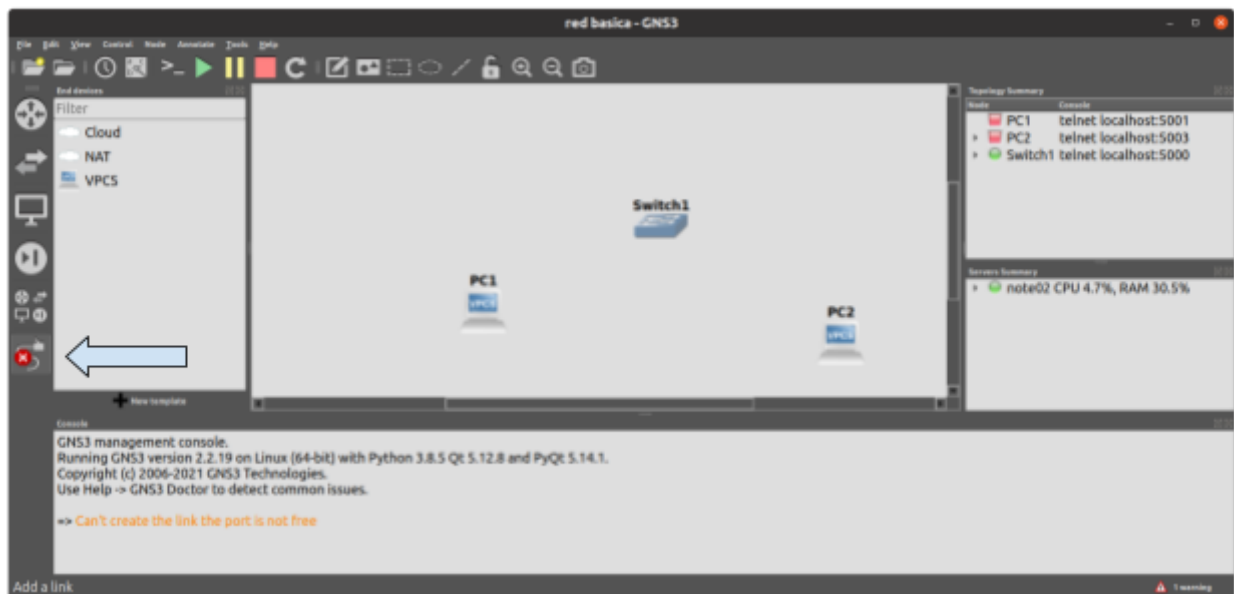 red basica - GNS3
File Edit View Control Node Annotate Tools Help
End devices
Filter
Cloud
NAT
VPCS
New template
Switch1
PC1
VPCS
PC2
VPCS
Topology Summary
Node Console
PC1 telnet localhost:5001
PC2 telnet localhost:5003
Switch1 telnet localhost:5000
Servers Summary
note02 CPU 4.7%, RAM 30.5%
Console
GNS3 management console.
Running GNS3 version 2.2.19 on Linux (64-bit) with Python 3.8.5 Qt 5.12.8 and PyQt 5.14.1.
Copyright (c) 2006-2021 GNS3 Technologies.
Use Help -> GNS3 Doctor to detect common issues.
=> Can't create the link the port is not free
Add a link
1 warning